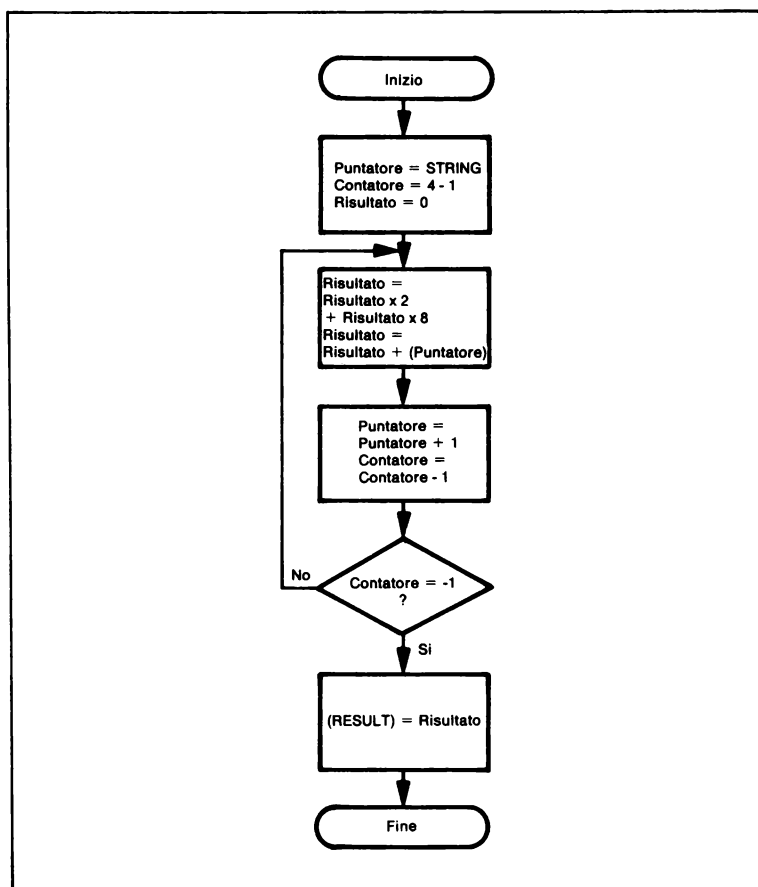 Inizio
Puntatore = STRING
Contatore = 4 - 1
Risultato = 0
Risultato =
Risultato x 2
+ Risultato x 8
Risultato =
Risultato + (Puntatore)
Puntatore =
Puntatore + 1
Contatore =
Contatore - 1
No
Contatore = -1
?
Si
(RESULT) = Risultato
Fine